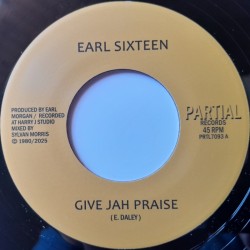 EARL SIXTEEN
PRODUCED BY EARL
MORGAN / RECORDED
AT HARRY J STUDIO
MIXED BY
SYLVAN MORRIS
℗ 1980/2025
PARTIAL
RECORDS
45 RPM
PRTL7093 A
GIVE JAH PRAISE
( E. DALEY )